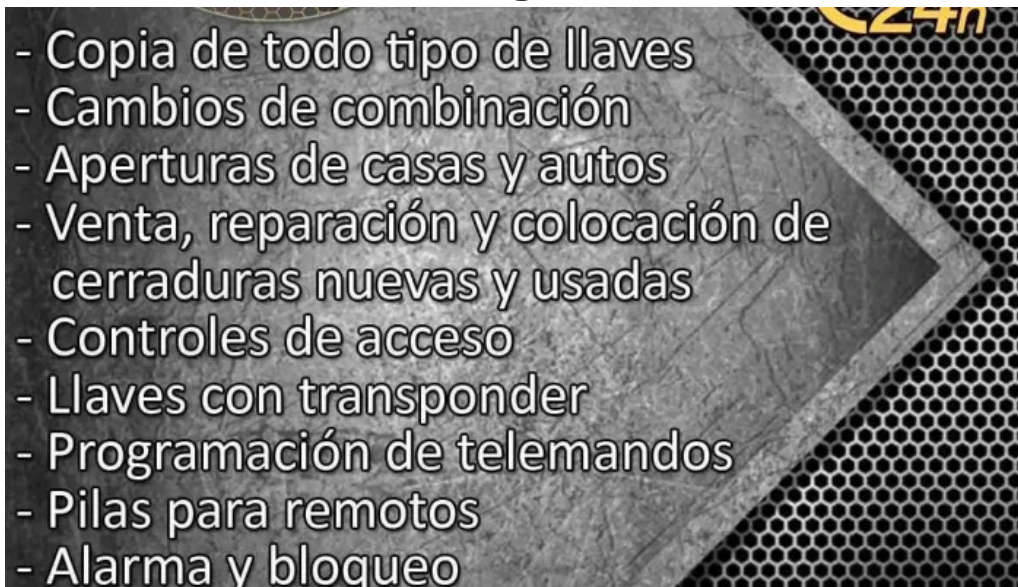 24h
- Copia de todo tipo de llaves
- Cambios de combinación
- Aperturas de casas y autos
- Venta, reparación y colocación de
cerraduras nuevas y usadas
- Controles de acceso
- Llaves con transponder
- Programación de telemandos
- Pilas para remotos
- Alarma y bloqueo